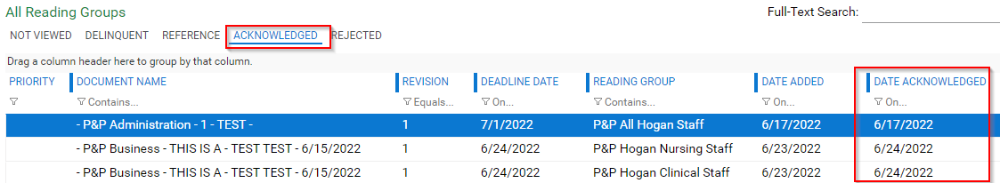 All Reading Groups Full-Text Search:
NOT VIEWED DELINQUENT REFERENCE ACKNOWLEDGED REJECTED
Drag a column header here to group by that column.
PRIORITY DOCUMENT NAME REVISION DEADLINE DATE READING GROUP DATE ADDED DATE ACKNOWLEDGED
Contains... Equals... On... Contains... On... On...
- P&P Administration - 1 - TEST - 1 7/1/2022 P&P All Hogan Staff 6/17/2022 6/17/2022
- P&P Business - THIS IS A - TEST TEST - 6/15/2022 1 6/24/2022 P&P Hogan Nursing Staff 6/23/2022 6/24/2022
- P&P Business - THIS IS A - TEST TEST - 6/15/2022 1 6/24/2022 P&P Hogan Clinical Staff 6/23/2022 6/24/2022